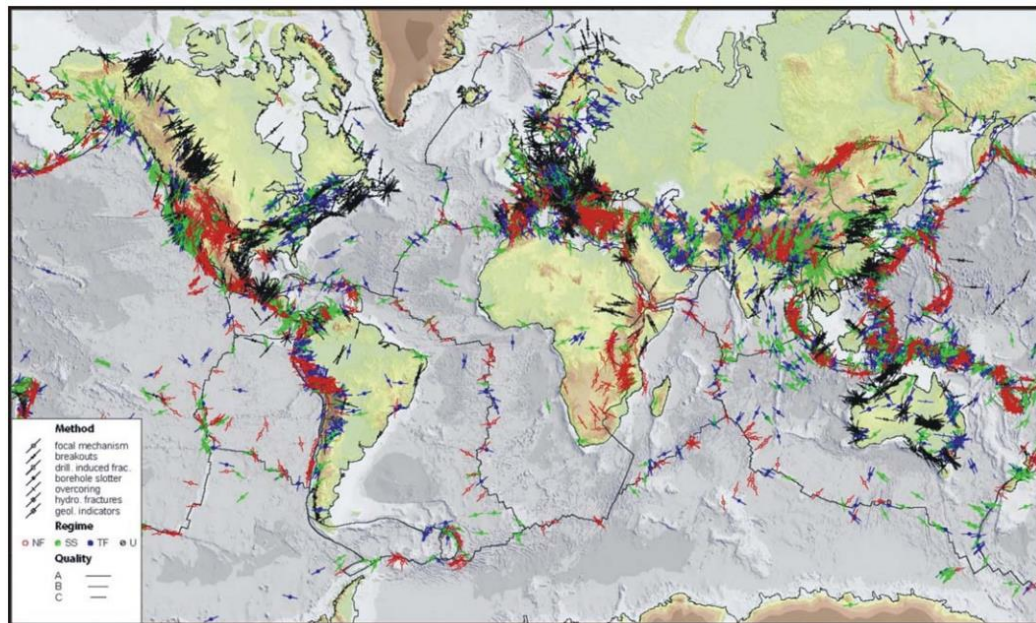 Method
focal mechanism
breakouts
drill. induced frac.
borehole slotter
overcoring
hydro. fractures
geol. indicators
Regime
NF SS TF U
Quality
A
B
C